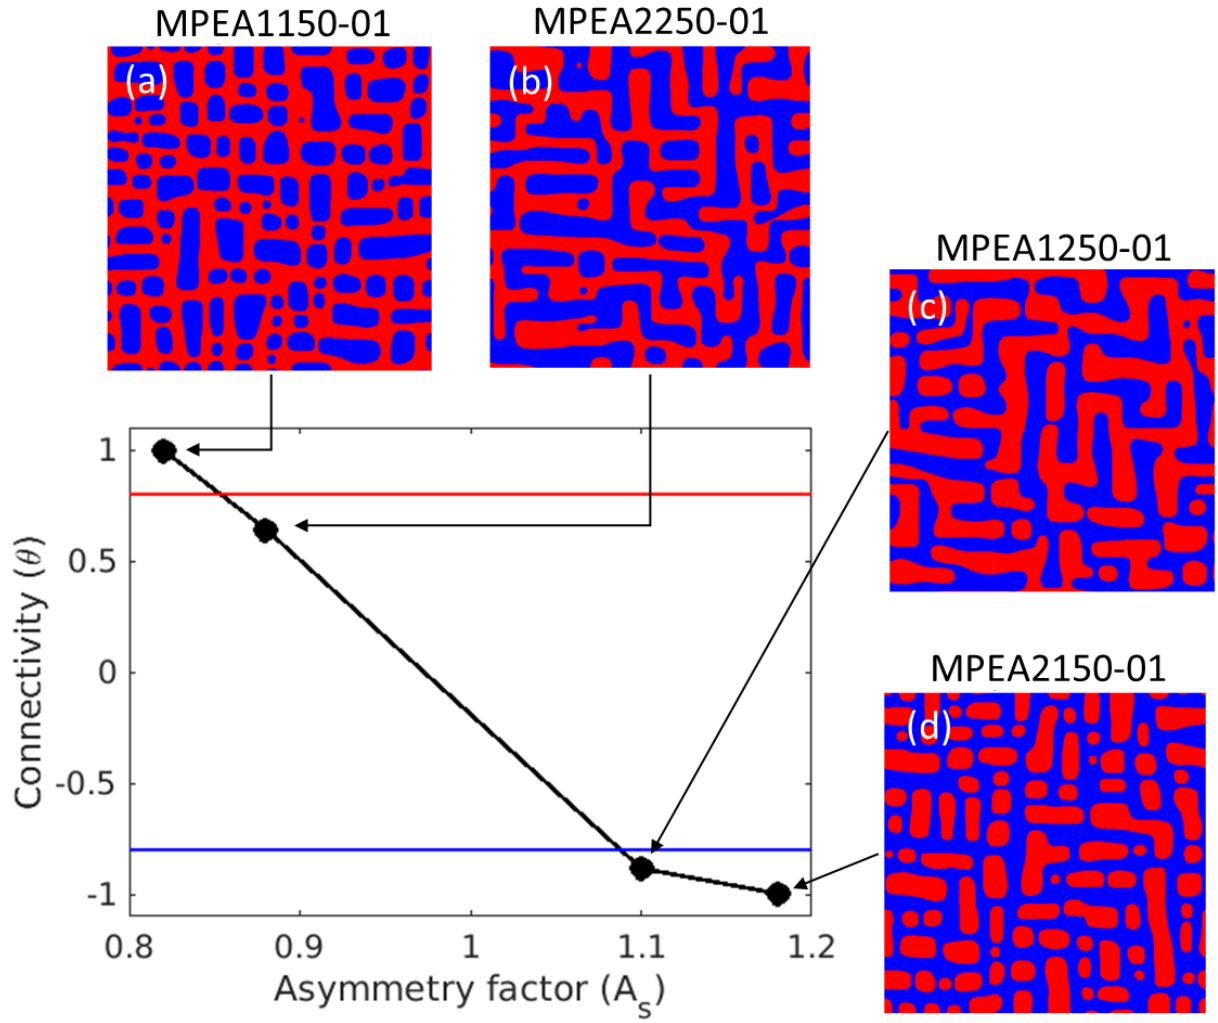 MPEA1150-01
MPEA2250-01
(a)
(b)
MPEA1250-01
(c)
MPEA2150-01
(d)
Connectivity (θ)
1
0.5
0
-0.5
-1
0.8
0.9
1
1.1
1.2
Asymmetry factor (A_s)